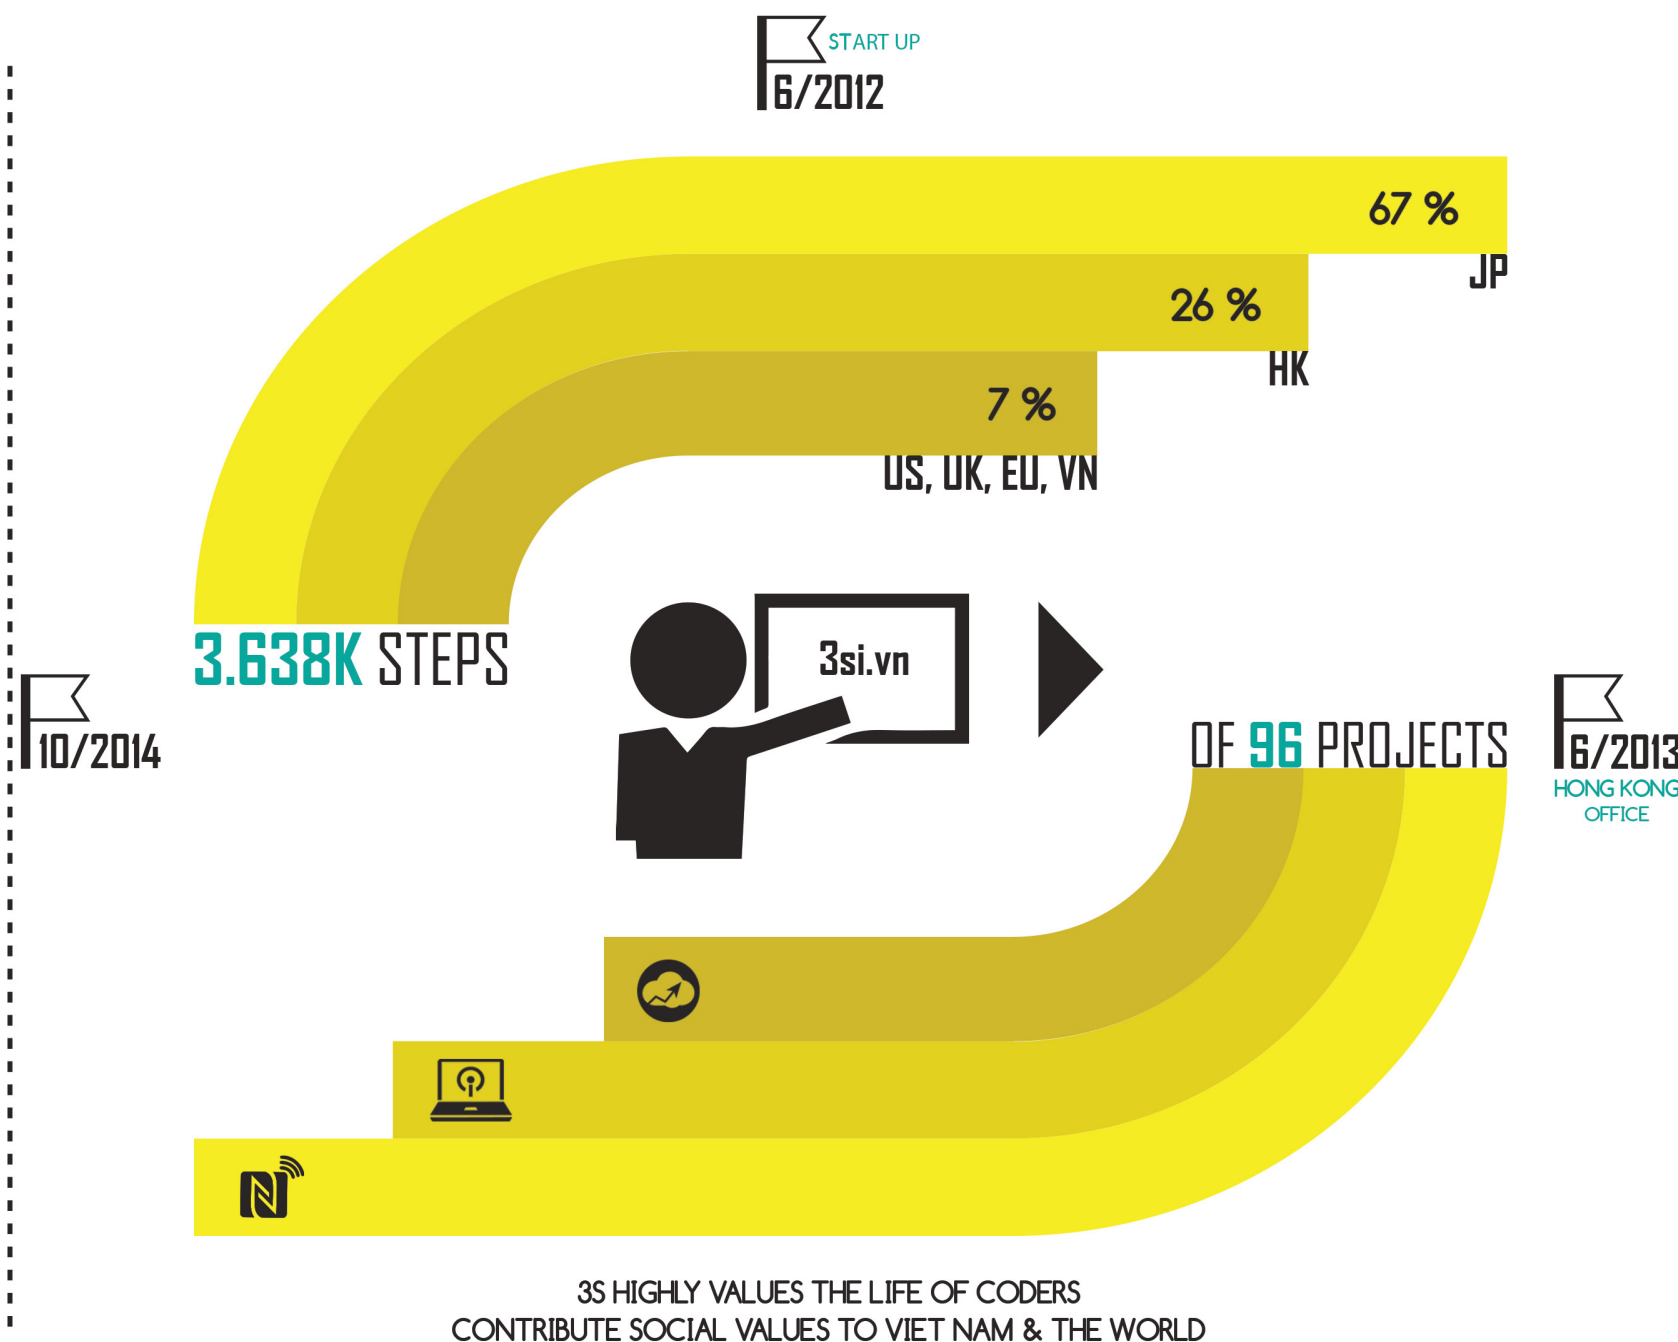 START UP
6/2012
67 %
JP
26 %
HK
7 %
US, UK, EU, VN
3.638K STEPS
3si.vn
10/2014
OF 96 PROJECTS
6/2013
HONG KONG
OFFICE
3S HIGHLY VALUES THE LIFE OF CODERS
CONTRIBUTE SOCIAL VALUES TO VIET NAM & THE WORLD